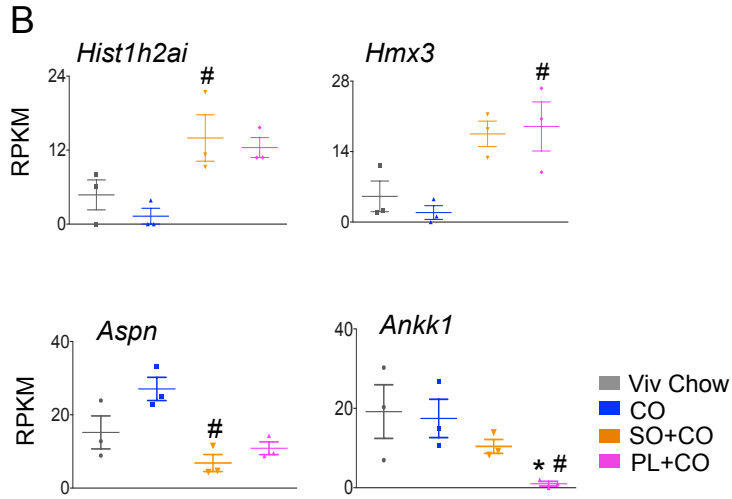 B
Hist1h2ai
#
24
12
0
RPKM
Hmx3
#
28
14
0
Aspn
#
40
20
0
RPKM
Ankk1
* #
40
20
0
Viv Chow
CO
SO+CO
PL+CO